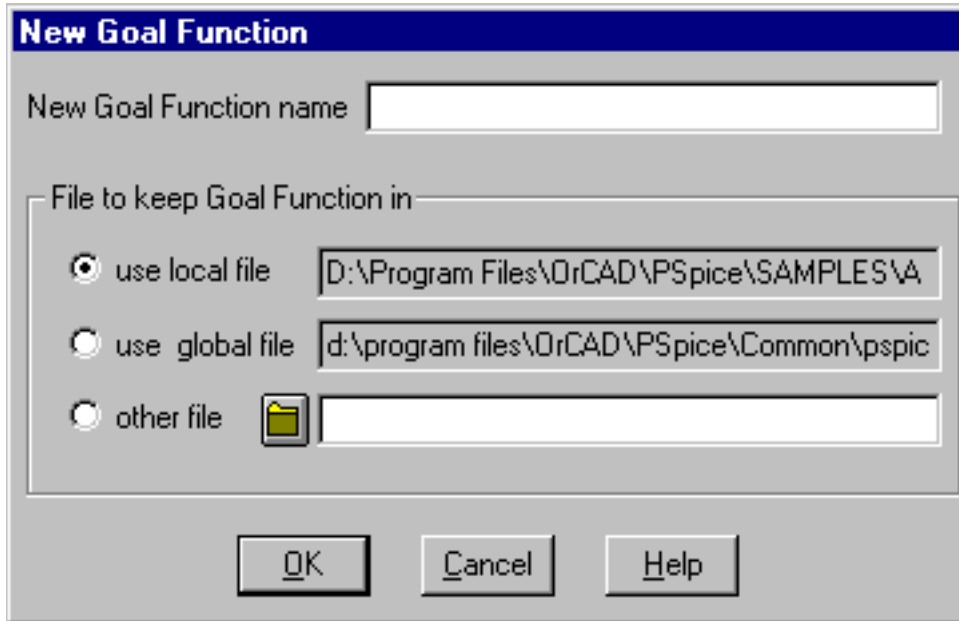 New Goal Function
New Goal Function name
File to keep Goal Function in
use local file D:\Program Files\OrCAD\PSpice\SAMPLES\A
use global file d:\program files\OrCAD\PSpice\Common\pspic
other file
OK Cancel Help